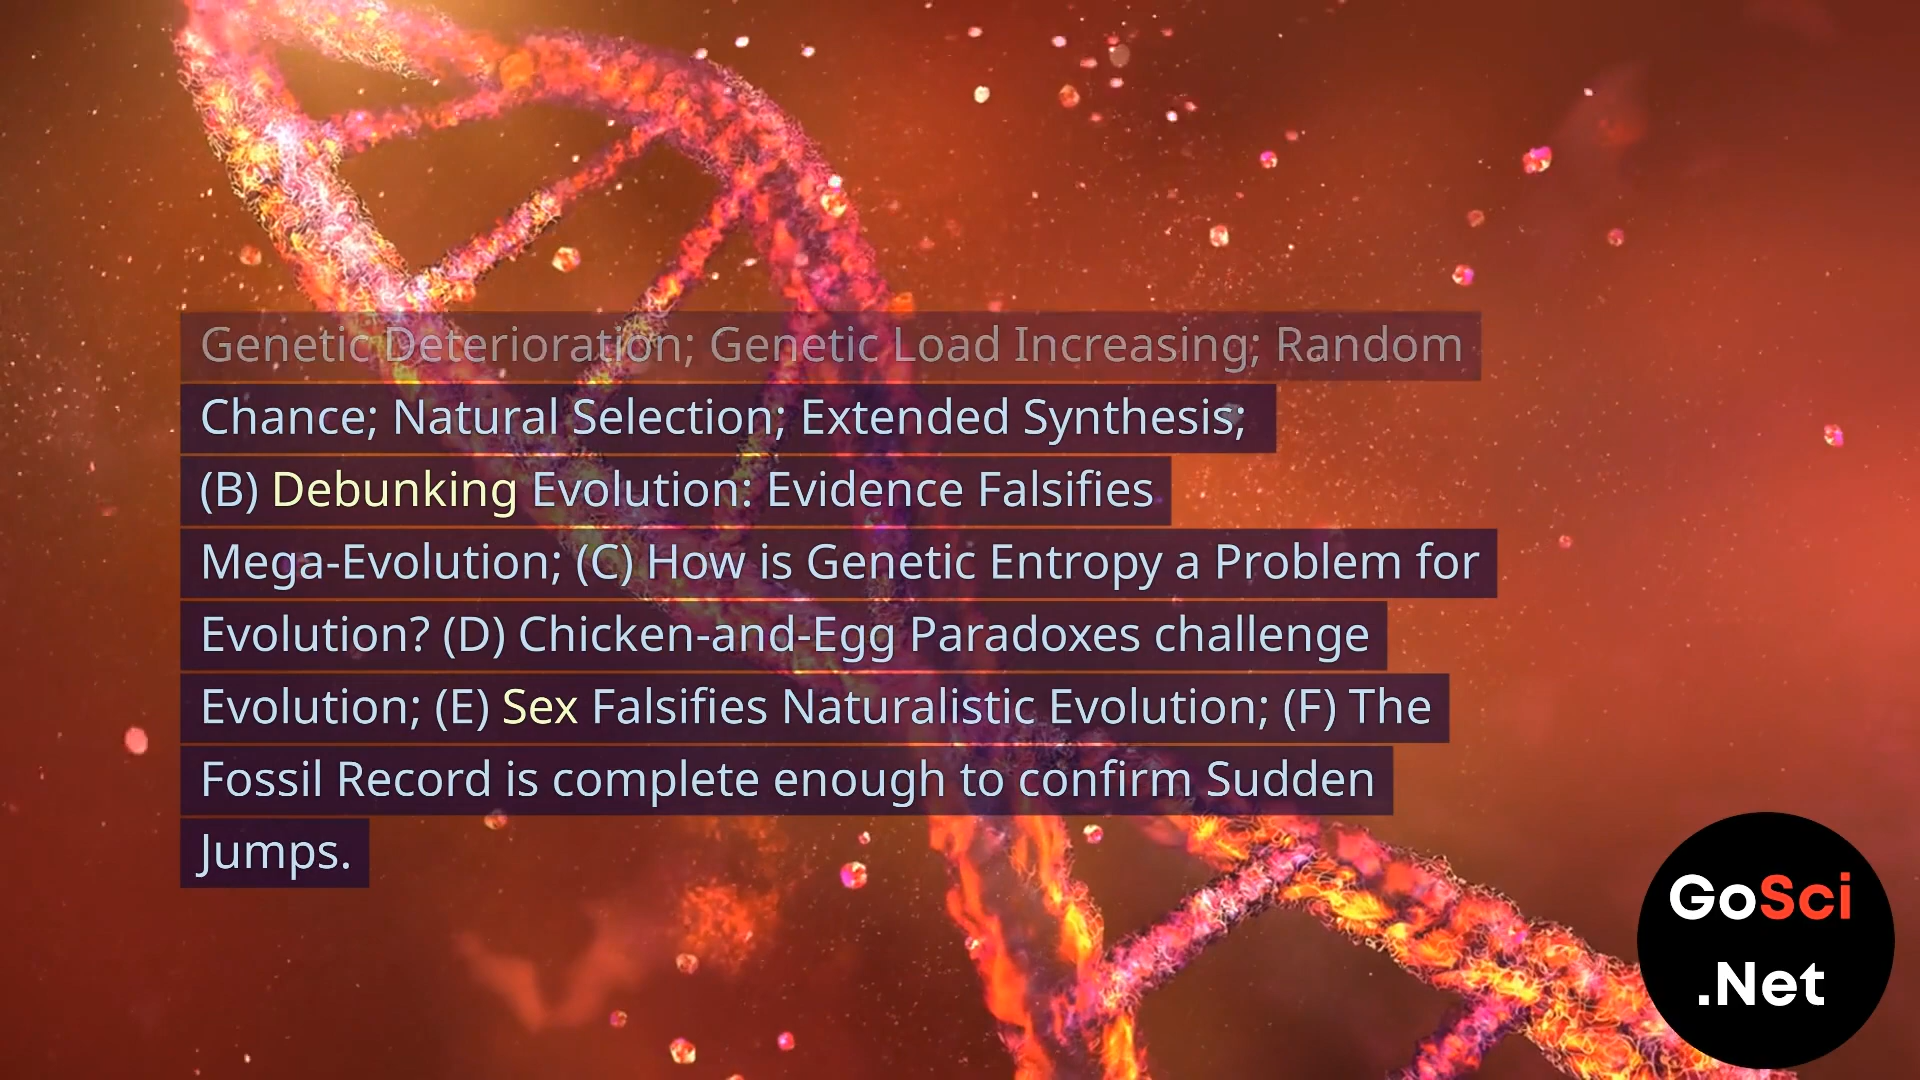 Genetic Deterioration; Genetic Load Increasing; Random
Chance; Natural Selection; Extended Synthesis;
(B) Debunking Evolution: Evidence Falsifies
Mega-Evolution; (C) How is Genetic Entropy a Problem for
Evolution? (D) Chicken-and-Egg Paradoxes challenge
Evolution; (E) Sex Falsifies Naturalistic Evolution; (F) The
Fossil Record is complete enough to confirm Sudden
Jumps.
GoSci
.Net